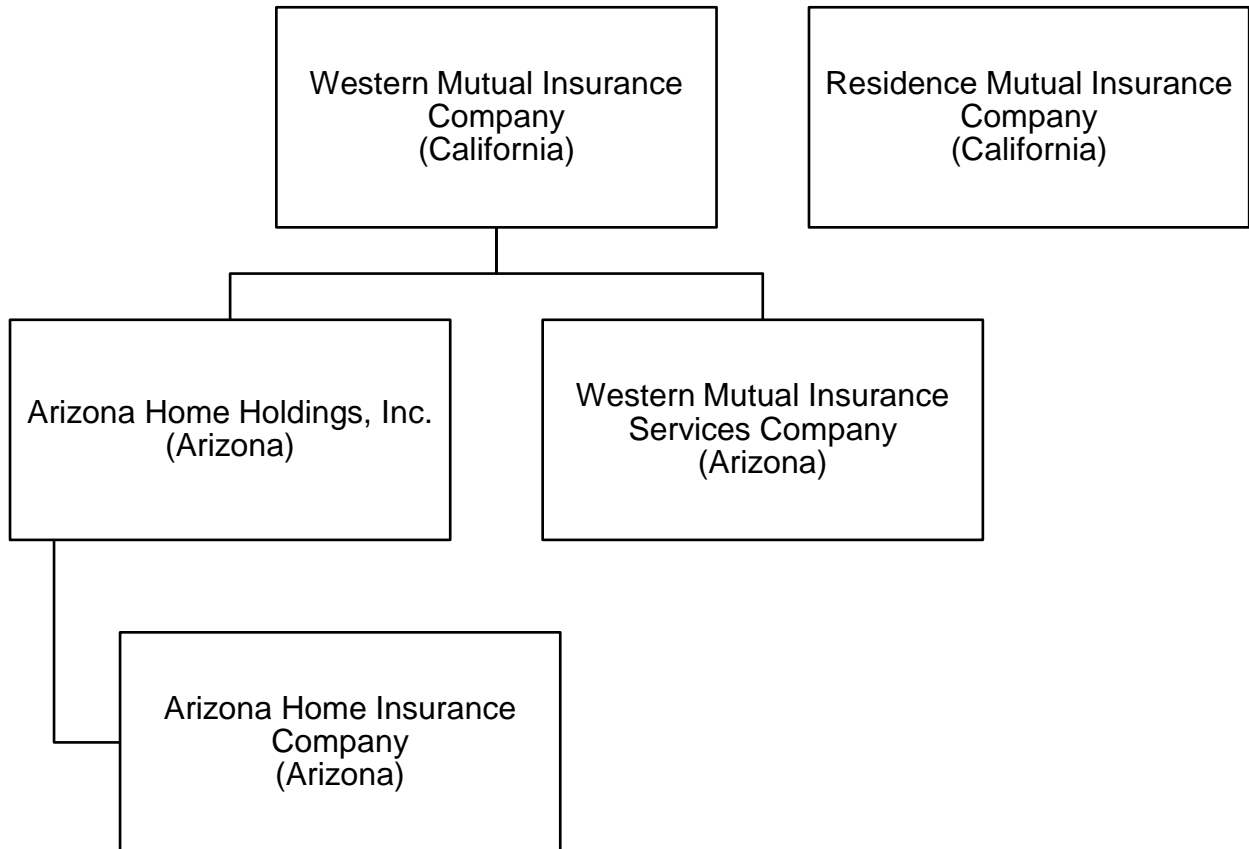 Western Mutual Insurance
Company
(California)
Residence Mutual Insurance
Company
(California)
Arizona Home Holdings, Inc.
(Arizona)
Western Mutual Insurance
Services Company
(Arizona)
Arizona Home Insurance
Company
(Arizona)